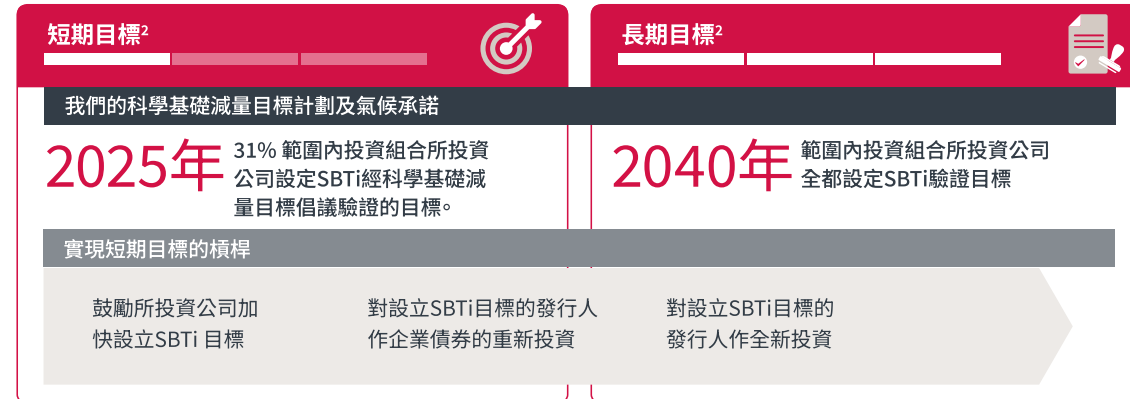 短期目標2
長期目標2
我們的科學基礎減量目標計劃及氣候承諾
2025年
31% 範圍內投資組合所投資
公司設定SBTi經科學基礎減
量目標倡議驗證的目標。
2040年
範圍內投資組合所投資公司
全都設定SBTi驗證目標
實現短期目標的槓桿
鼓勵所投資公司加
快設立SBTi 目標
對設立SBTi目標的發行人
作企業債券的重新投資
對設立SBTi目標的
發行人作全新投資